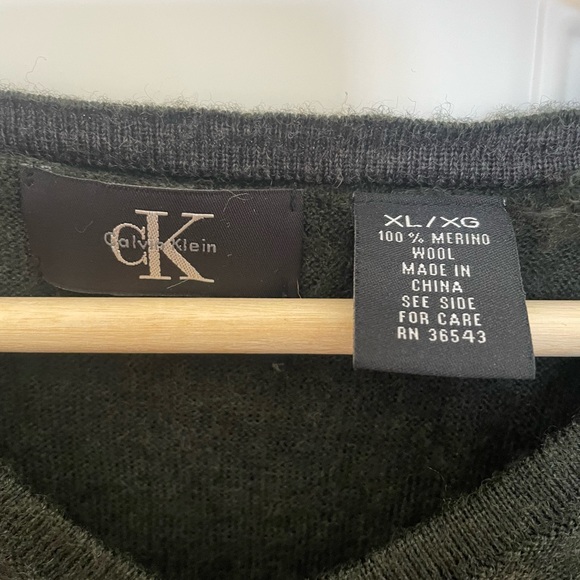 CK
Calvin Klein
XL/XG
100% MERINO
WOOL
MADE IN
CHINA
SEE SIDE
FOR CARE
RN 36543